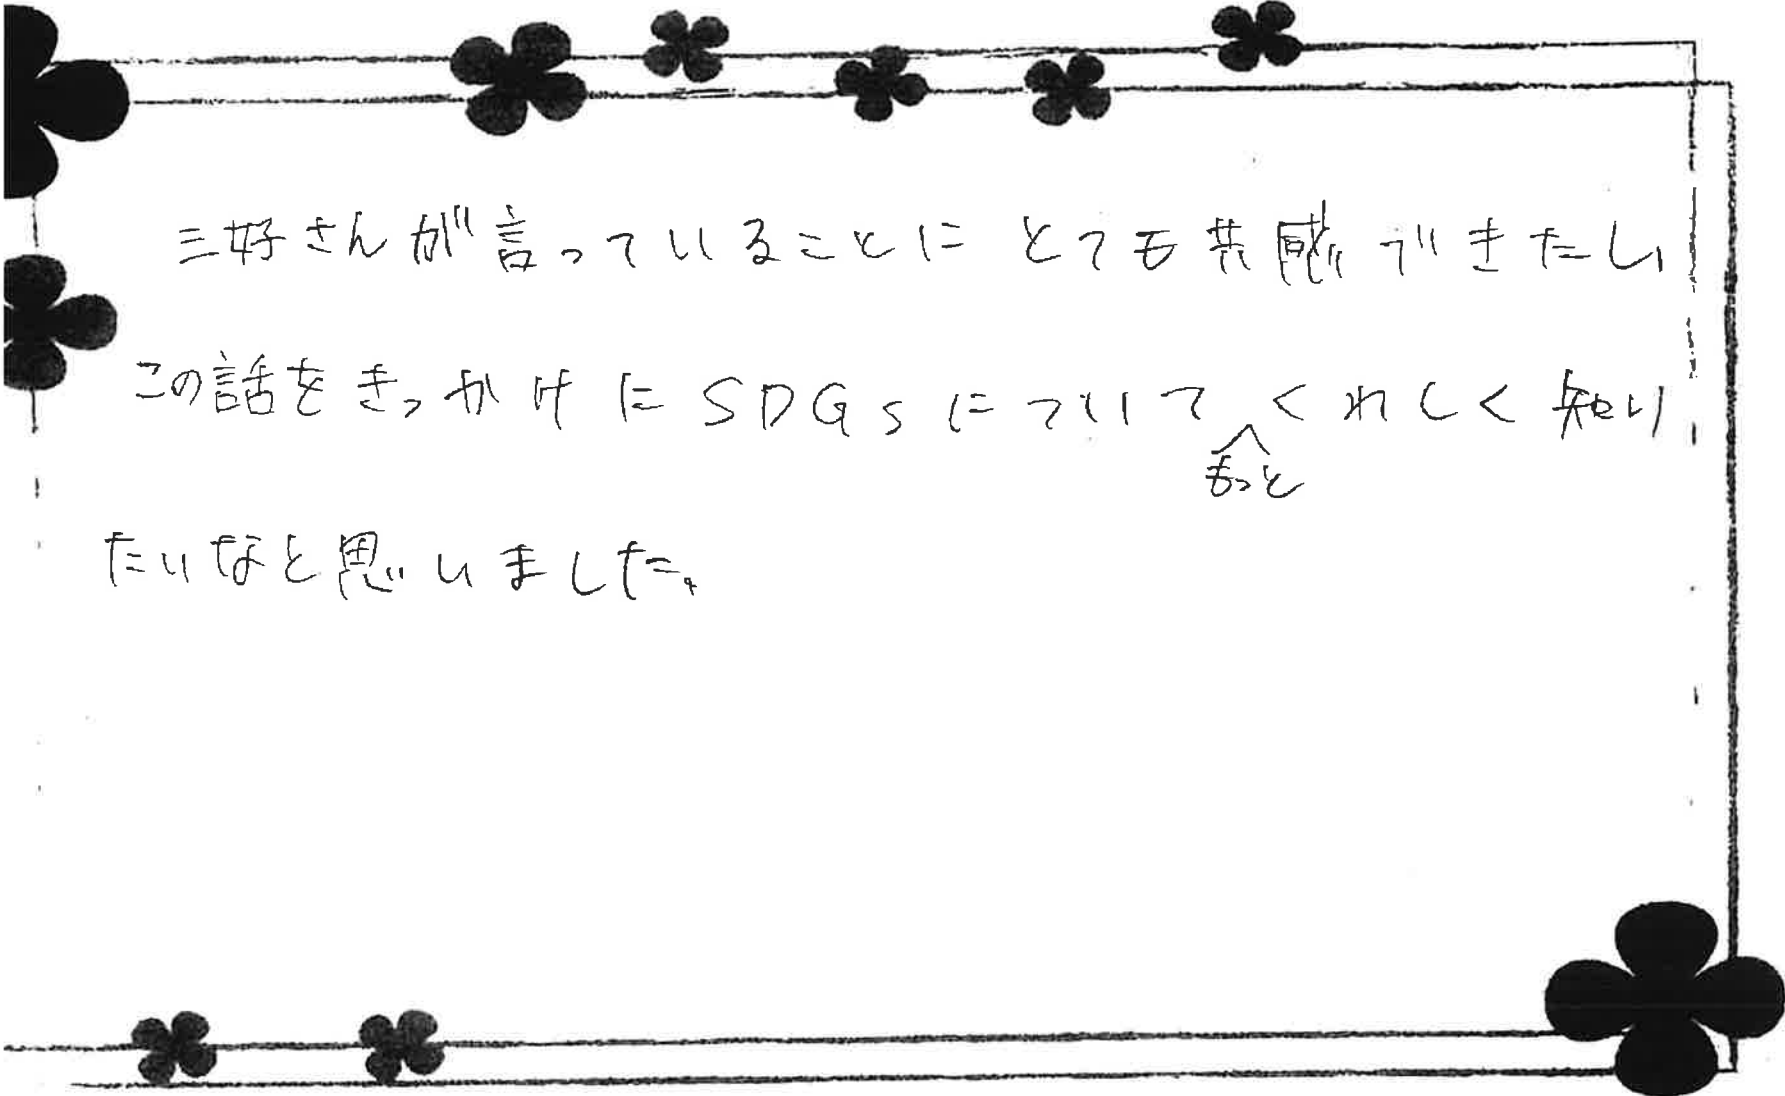 三好さんが言っていることにとても共感できたし、
この話をきっかけにSDGsについてくわしく知り
もっと
たいなと思いました。